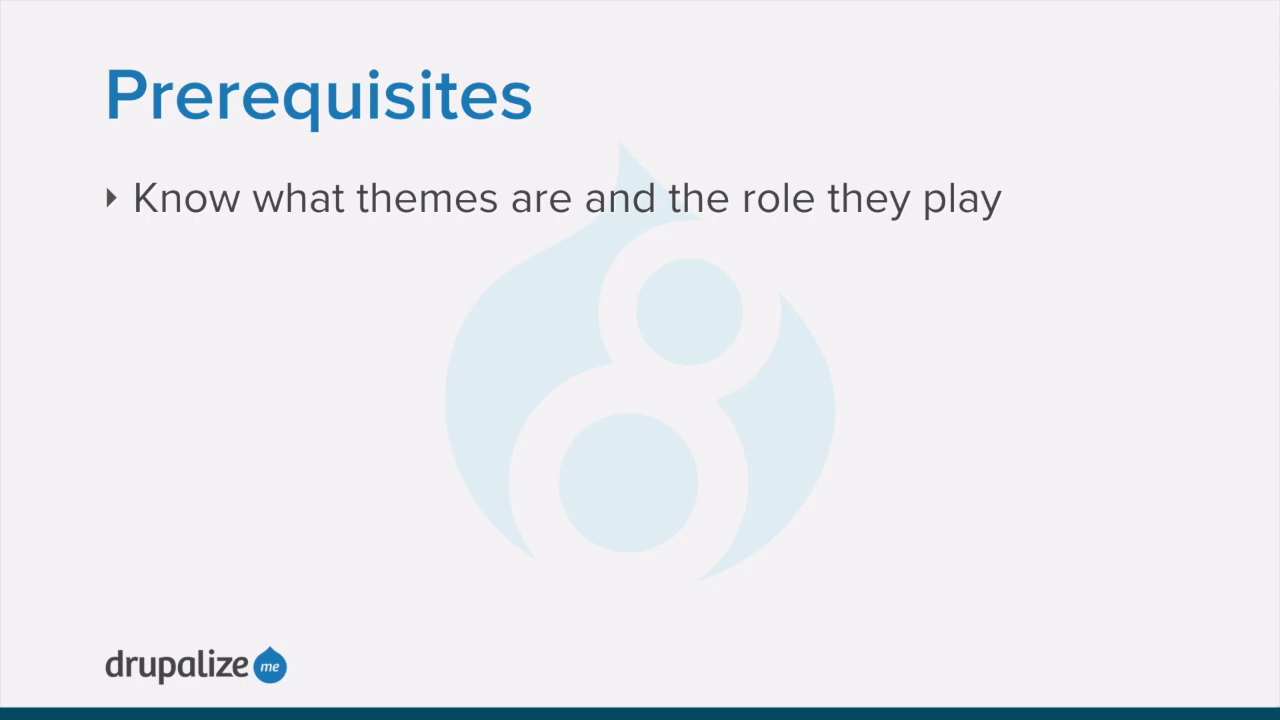 Prerequisites
Know what themes are and the role they play
drupalize me